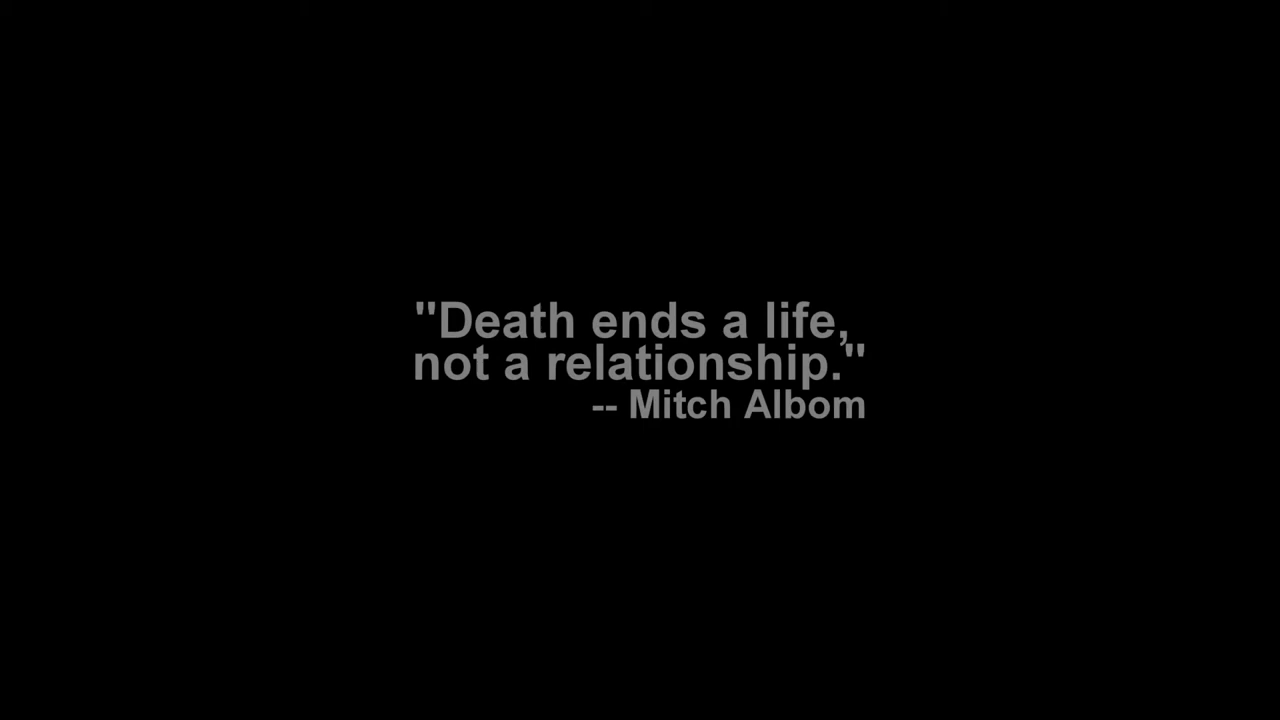 "Death ends a life,
not a relationship."
-- Mitch Albom